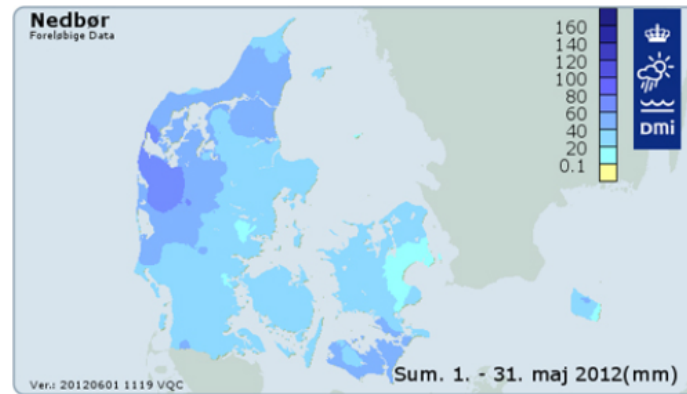 Nedbør
Foreløbige Data
160
140
120
100
80
60
40
20
0.1
DMi
Sum. 1. - 31. maj 2012(mm)
Ver.: 20120601 1119 VQC